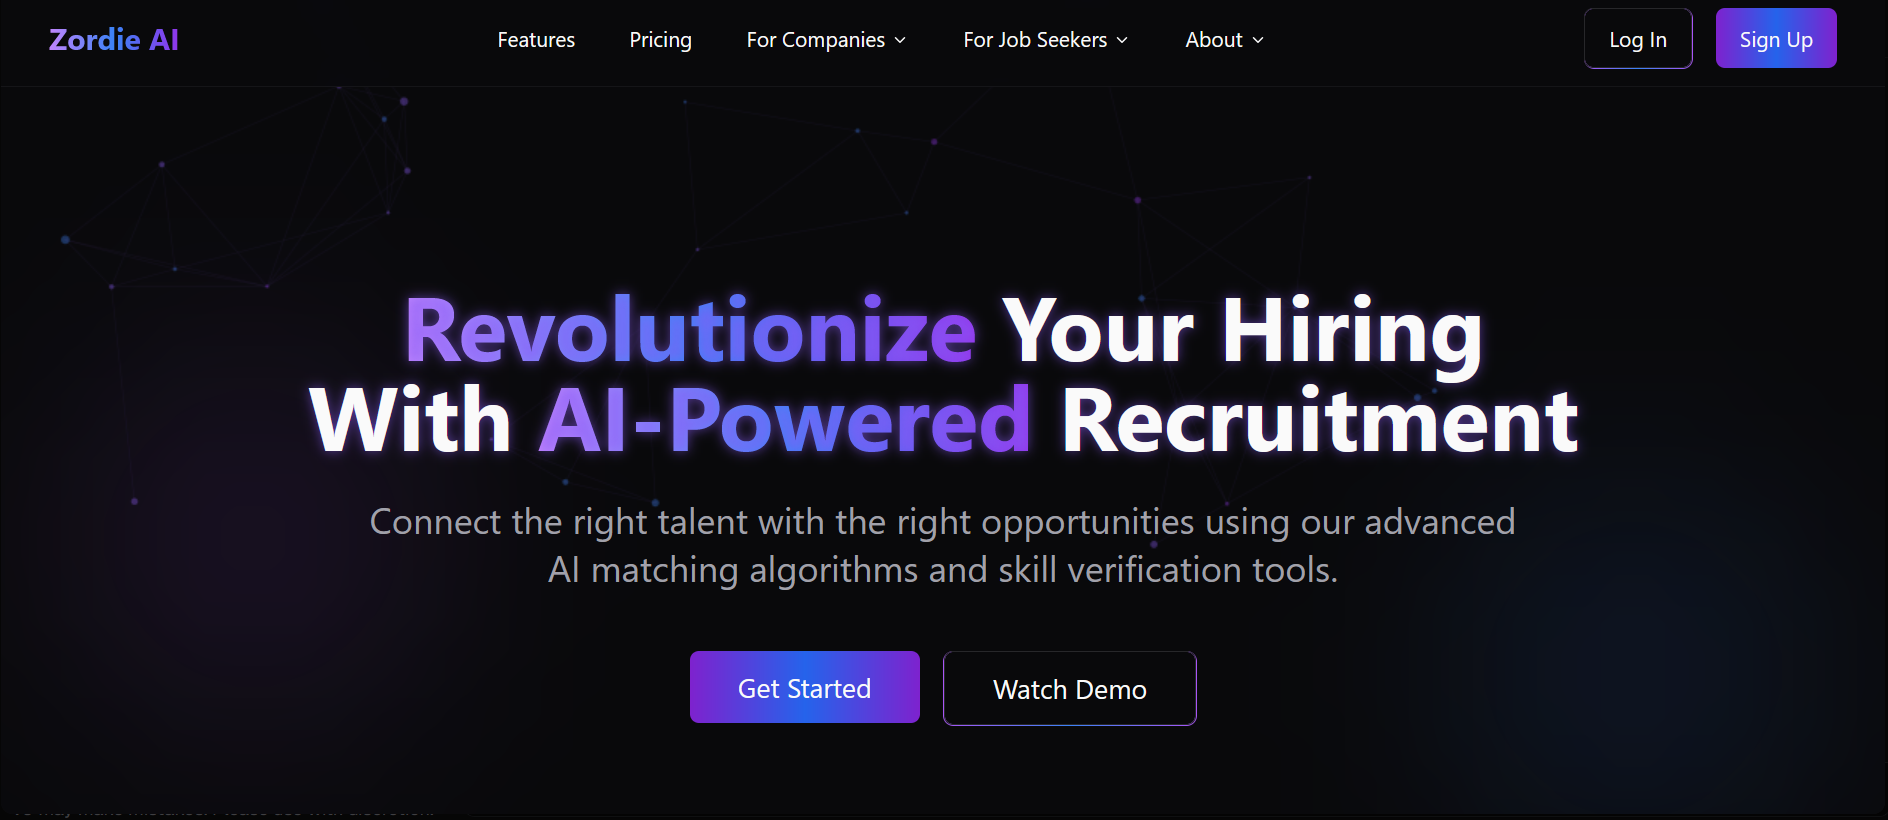 Zordie AI
Features
Pricing
For Companies
For Job Seekers
About
Log In
Sign Up
Revolutionize Your Hiring
With AI-Powered Recruitment
Connect the right talent with the right opportunities using our advanced
AI matching algorithms and skill verification tools.
Get Started
Watch Demo